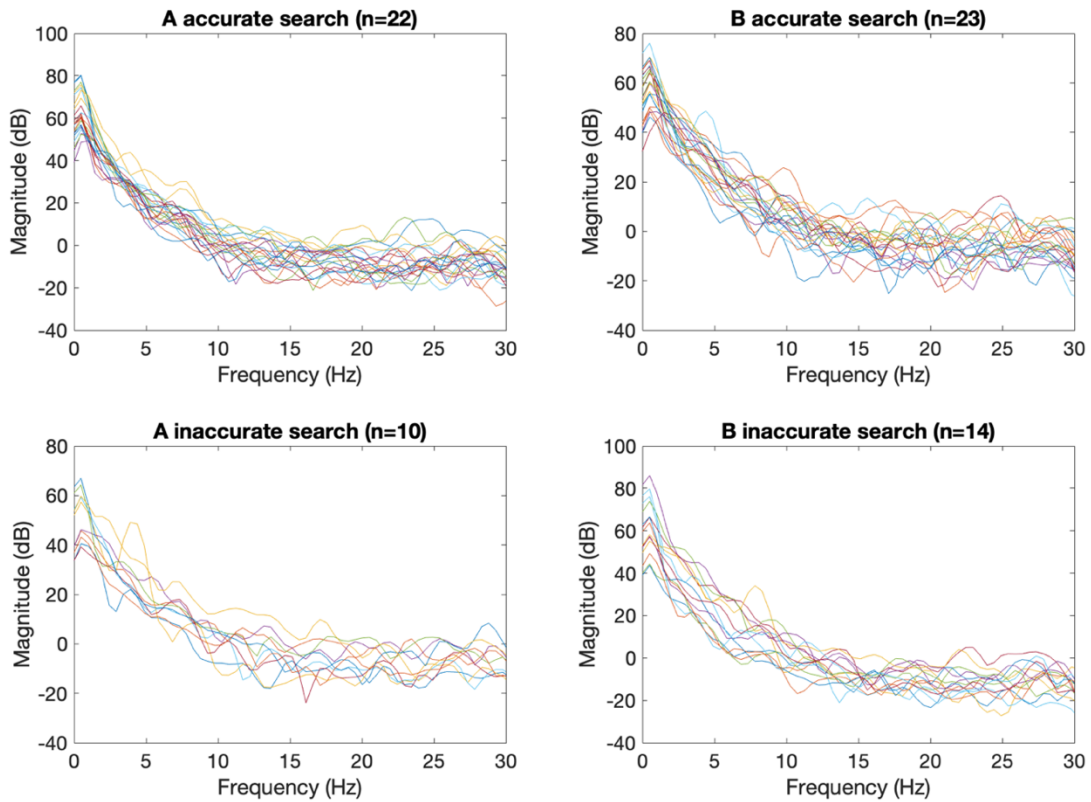 A accurate search (n=22)
100
80
60
40
20
0
-20
-40
Magnitude (dB)
0 5 10 15 20 25 30
Frequency (Hz)
B accurate search (n=23)
80
60
40
20
0
-20
-40
Magnitude (dB)
0 5 10 15 20 25 30
Frequency (Hz)
A inaccurate search (n=10)
80
60
40
20
0
-20
-40
Magnitude (dB)
0 5 10 15 20 25 30
Frequency (Hz)
B inaccurate search (n=14)
100
80
60
40
20
0
-20
-40
Magnitude (dB)
0 5 10 15 20 25 30
Frequency (Hz)